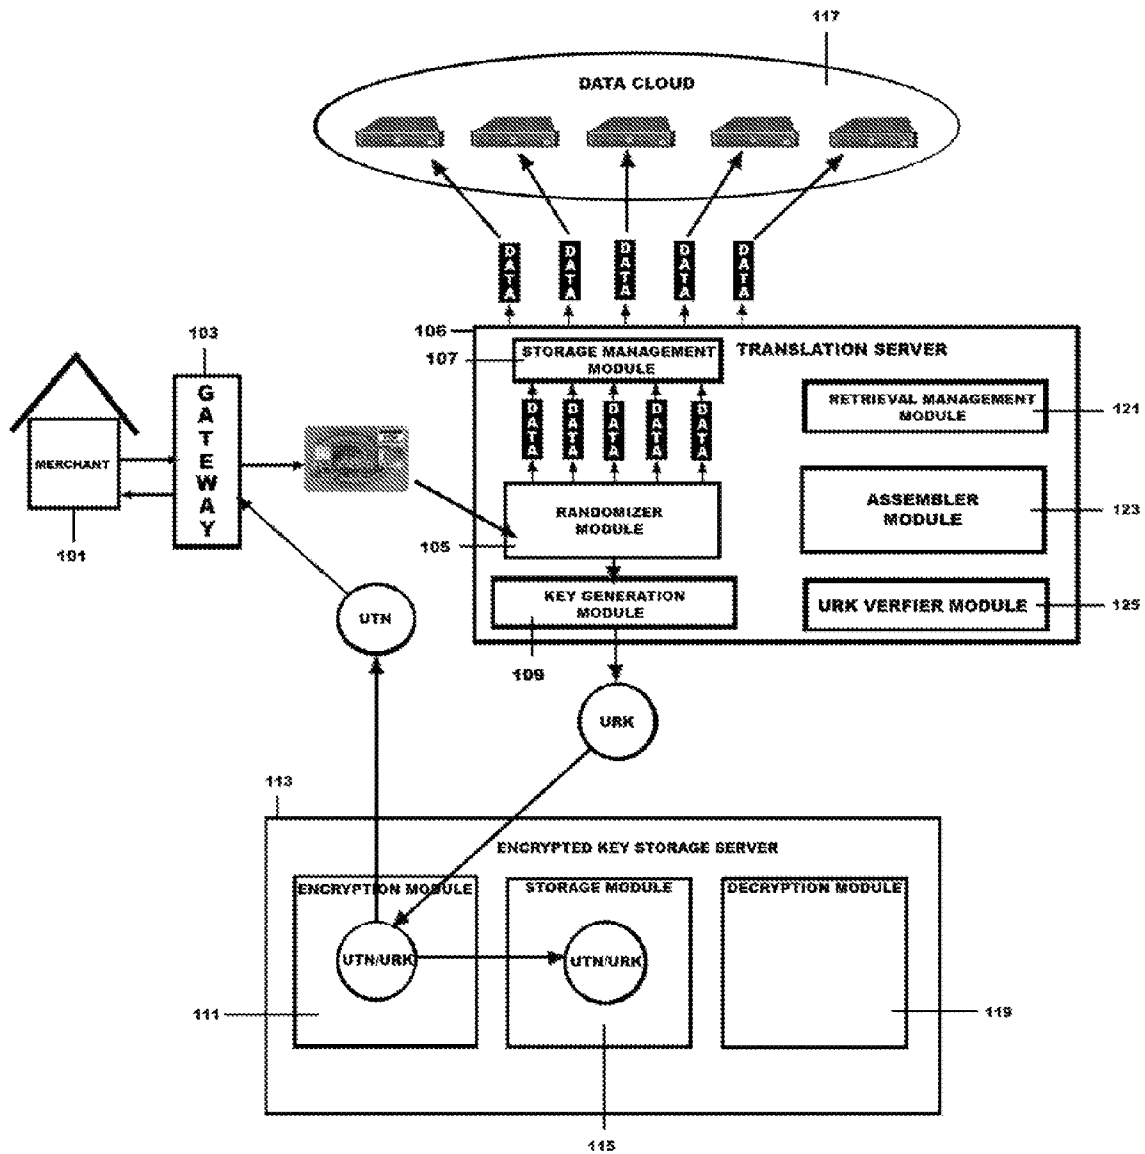 117
DATA CLOUD
DATA
DATA
DATA
DATA
DATA
106
TRANSLATION SERVER
107
STORAGE MANAGEMENT
MODULE
103
GATEWAY
RETRIEVAL MANAGEMENT
MODULE
121
DATA
DATA
DATA
DATA
DATA
MERCHANT
101
RANDOMIZER
MODULE
105
ASSEMBLER
MODULE
123
KEY GENERATION
MODULE
109
URK VERFIER MODULE
125
UTN
URK
113
ENCRYPTED KEY STORAGE SERVER
ENCRYPTION MODULE
STORAGE MODULE
DECRYPTION MODULE
UTN/URK
UTN/URK
111
119
115